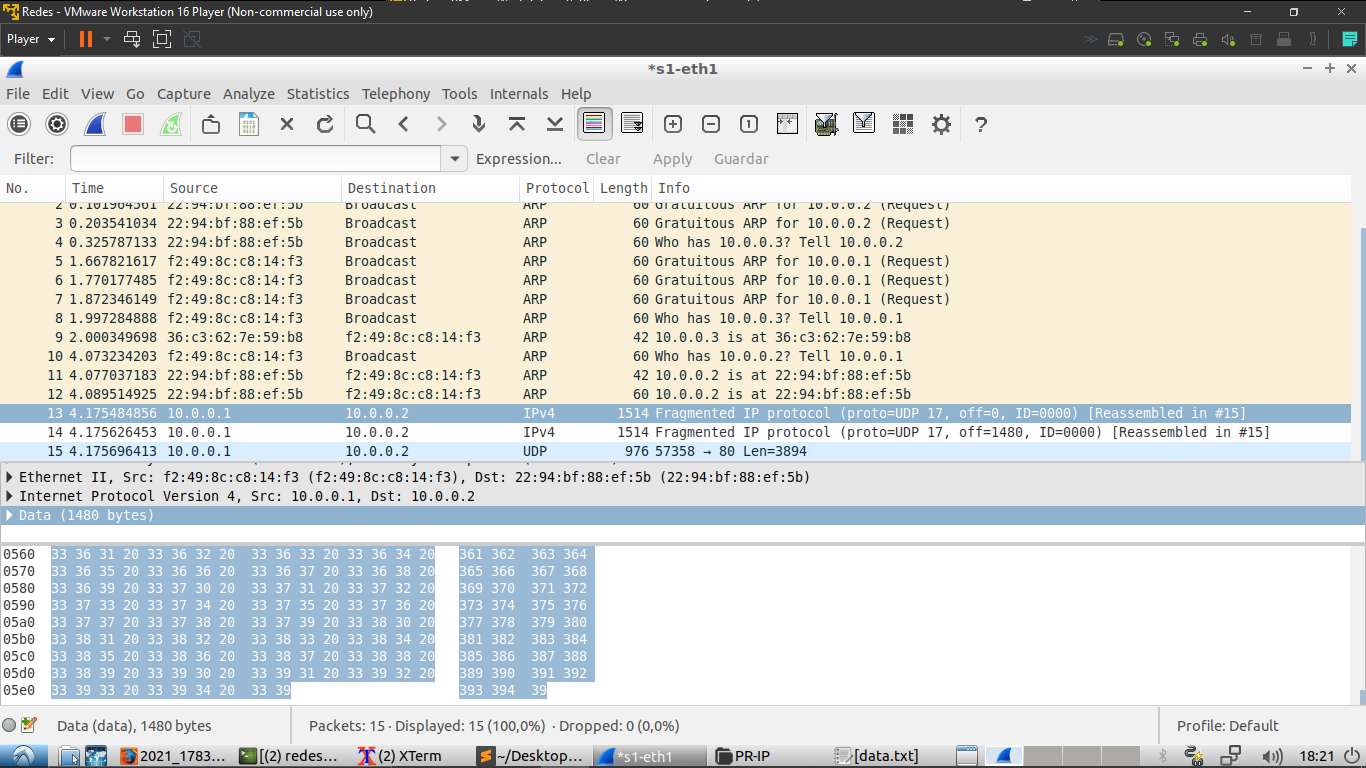 Redes - VMware Workstation 16 Player (Non-commercial use only)
Player
*s1-eth1
File Edit View Go Capture Analyze Statistics Telephony Tools Internals Help
Filter: Expression... Clear Apply Guardar
No. Time Source Destination Protocol Length Info
2 0.101964561 22:94:bf:88:ef:5b Broadcast ARP 60 Gratuitous ARP for 10.0.0.2 (Request)
3 0.203541034 22:94:bf:88:ef:5b Broadcast ARP 60 Gratuitous ARP for 10.0.0.2 (Request)
4 0.325787133 22:94:bf:88:ef:5b Broadcast ARP 60 Who has 10.0.0.3? Tell 10.0.0.2
5 1.667821617 f2:49:8c:c8:14:f3 Broadcast ARP 60 Gratuitous ARP for 10.0.0.1 (Request)
6 1.770177485 f2:49:8c:c8:14:f3 Broadcast ARP 60 Gratuitous ARP for 10.0.0.1 (Request)
7 1.872346149 f2:49:8c:c8:14:f3 Broadcast ARP 60 Gratuitous ARP for 10.0.0.1 (Request)
8 1.997284888 f2:49:8c:c8:14:f3 Broadcast ARP 60 Who has 10.0.0.3? Tell 10.0.0.1
9 2.000349698 36:c3:62:7e:59:b8 f2:49:8c:c8:14:f3 ARP 42 10.0.0.3 is at 36:c3:62:7e:59:b8
10 4.073234203 f2:49:8c:c8:14:f3 Broadcast ARP 60 Who has 10.0.0.2? Tell 10.0.0.1
11 4.077037183 22:94:bf:88:ef:5b f2:49:8c:c8:14:f3 ARP 42 10.0.0.2 is at 22:94:bf:88:ef:5b
12 4.089514925 22:94:bf:88:ef:5b f2:49:8c:c8:14:f3 ARP 60 10.0.0.2 is at 22:94:bf:88:ef:5b
13 4.175484856 10.0.0.1 10.0.0.2 IPv4 1514 Fragmented IP protocol (proto=UDP 17, off=0, ID=0000) [Reassembled in #15]
14 4.175626453 10.0.0.1 10.0.0.2 IPv4 1514 Fragmented IP protocol (proto=UDP 17, off=1480, ID=0000) [Reassembled in #15]
15 4.175696413 10.0.0.1 10.0.0.2 UDP 976 57358 → 80 Len=3894
Ethernet II, Src: f2:49:8c:c8:14:f3 (f2:49:8c:c8:14:f3), Dst: 22:94:bf:88:ef:5b (22:94:bf:88:ef:5b)
Internet Protocol Version 4, Src: 10.0.0.1, Dst: 10.0.0.2
Data (1480 bytes)
0560 33 36 31 20 33 36 32 20 33 36 33 20 33 36 34 20 361 362 363 364
0570 33 36 35 20 33 36 36 20 33 36 37 20 33 36 38 20 365 366 367 368
0580 33 36 39 20 33 37 30 20 33 37 31 20 33 37 32 20 369 370 371 372
0590 33 37 33 20 33 37 34 20 33 37 35 20 33 37 36 20 373 374 375 376
05a0 33 37 37 20 33 37 38 20 33 37 39 20 33 38 30 20 377 378 379 380
05b0 33 38 31 20 33 38 32 20 33 38 33 20 33 38 34 20 381 382 383 384
05c0 33 38 35 20 33 38 36 20 33 38 37 20 33 38 38 20 385 386 387 388
05d0 33 38 39 20 33 39 30 20 33 39 31 20 33 39 32 20 389 390 391 392
05e0 33 39 33 20 33 39 34 20 33 39 393 394 39
Data (data), 1480 bytes Packets: 15 · Displayed: 15 (100,0%) · Dropped: 0 (0,0%) Profile: Default
2021_1783... [(2) redes... (2) XTerm ~/Desktop... *s1-eth1 PR-IP [data.txt] 18:21